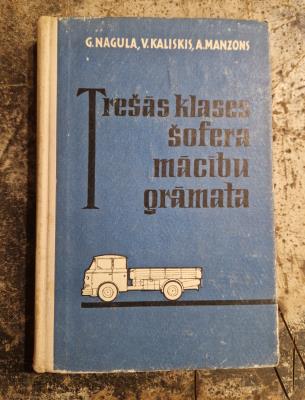 G. NAGULA, V. KALISKIS, A. MANZONS
Trešās klases
šofera
mācību
grāmata